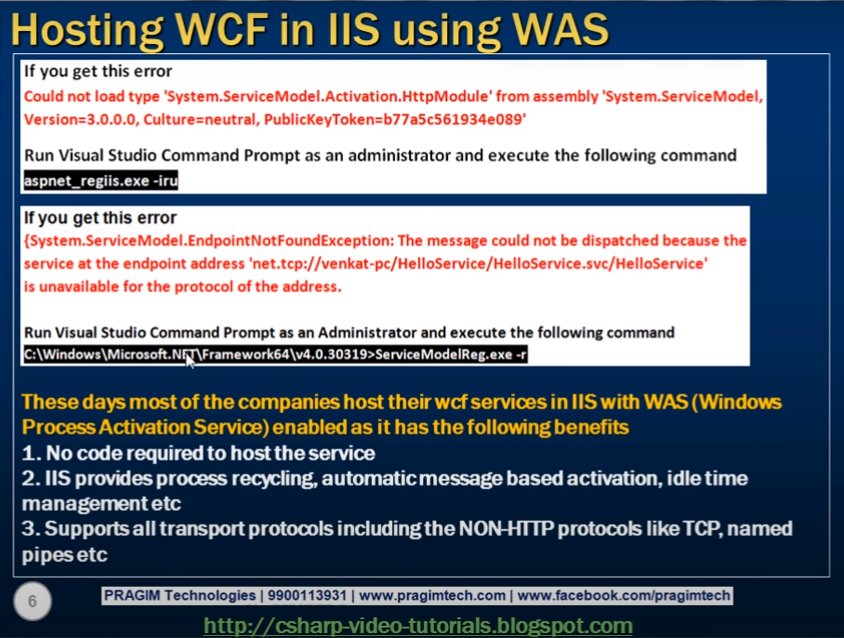 Hosting WCF in IIS using WAS
If you get this error
Could not load type 'System.ServiceModel.Activation.HttpModule' from assembly 'System.ServiceModel,
Version=3.0.0.0, Culture=neutral, PublicKeyToken=b77a5c561934e089'
Run Visual Studio Command Prompt as an administrator and execute the following command
aspnet_regiis.exe -iru
If you get this error
{System.ServiceModel.EndpointNotFoundException: The message could not be dispatched because the
service at the endpoint address 'net.tcp://venkat-pc/HelloService/HelloService.svc/HelloService'
is unavailable for the protocol of the address.
Run Visual Studio Command Prompt as an Administrator and execute the following command
C:\Windows\Microsoft.NET\Framework64\v4.0.30319>ServiceModelReg.exe -r
These days most of the companies host their wcf services in IIS with WAS (Windows
Process Activation Service) enabled as it has the following benefits
1. No code required to host the service
2. IIS provides process recycling, automatic message based activation, idle time
management etc
3. Supports all transport protocols including the NON-HTTP protocols like TCP, named
pipes etc
6
PRAGIM Technologies | 9900113931 | www.pragimtech.com | www.facebook.com/pragimtech
http://csharp-video-tutorials.blogspot.com